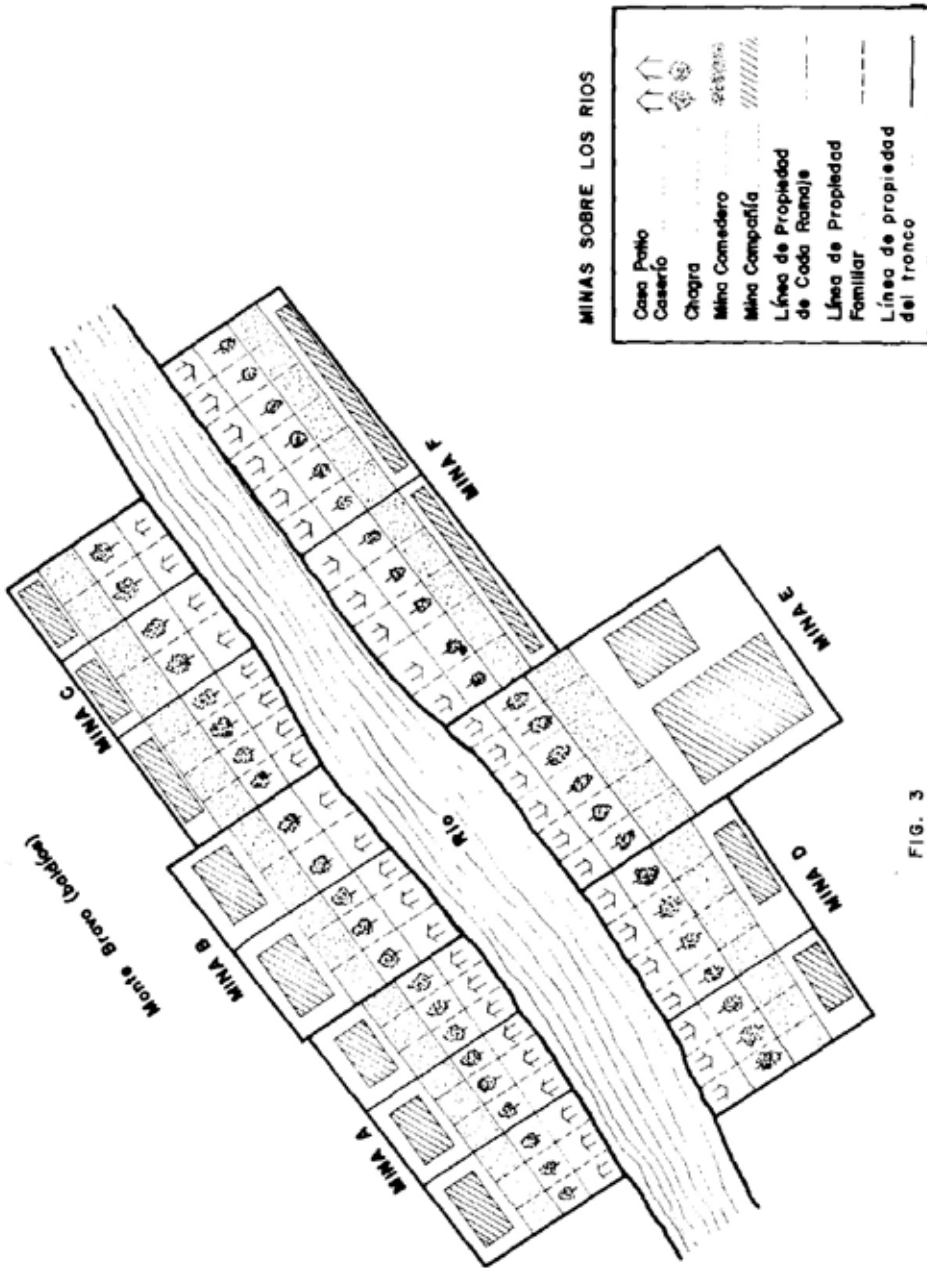 MINAS SOBRE LOS RIOS
Casa Patio
Caserío
Chagra
Mina Comedero
Mina Compañía
Línea de Propiedad
de Cada Ramaje
Línea de Propiedad
Familiar
Línea de propiedad
del tronco
Monte Bravo (baldíos)
MINA A
MINA B
MINA C
Río
MINA D
MINA E
MINA F
FIG. 3